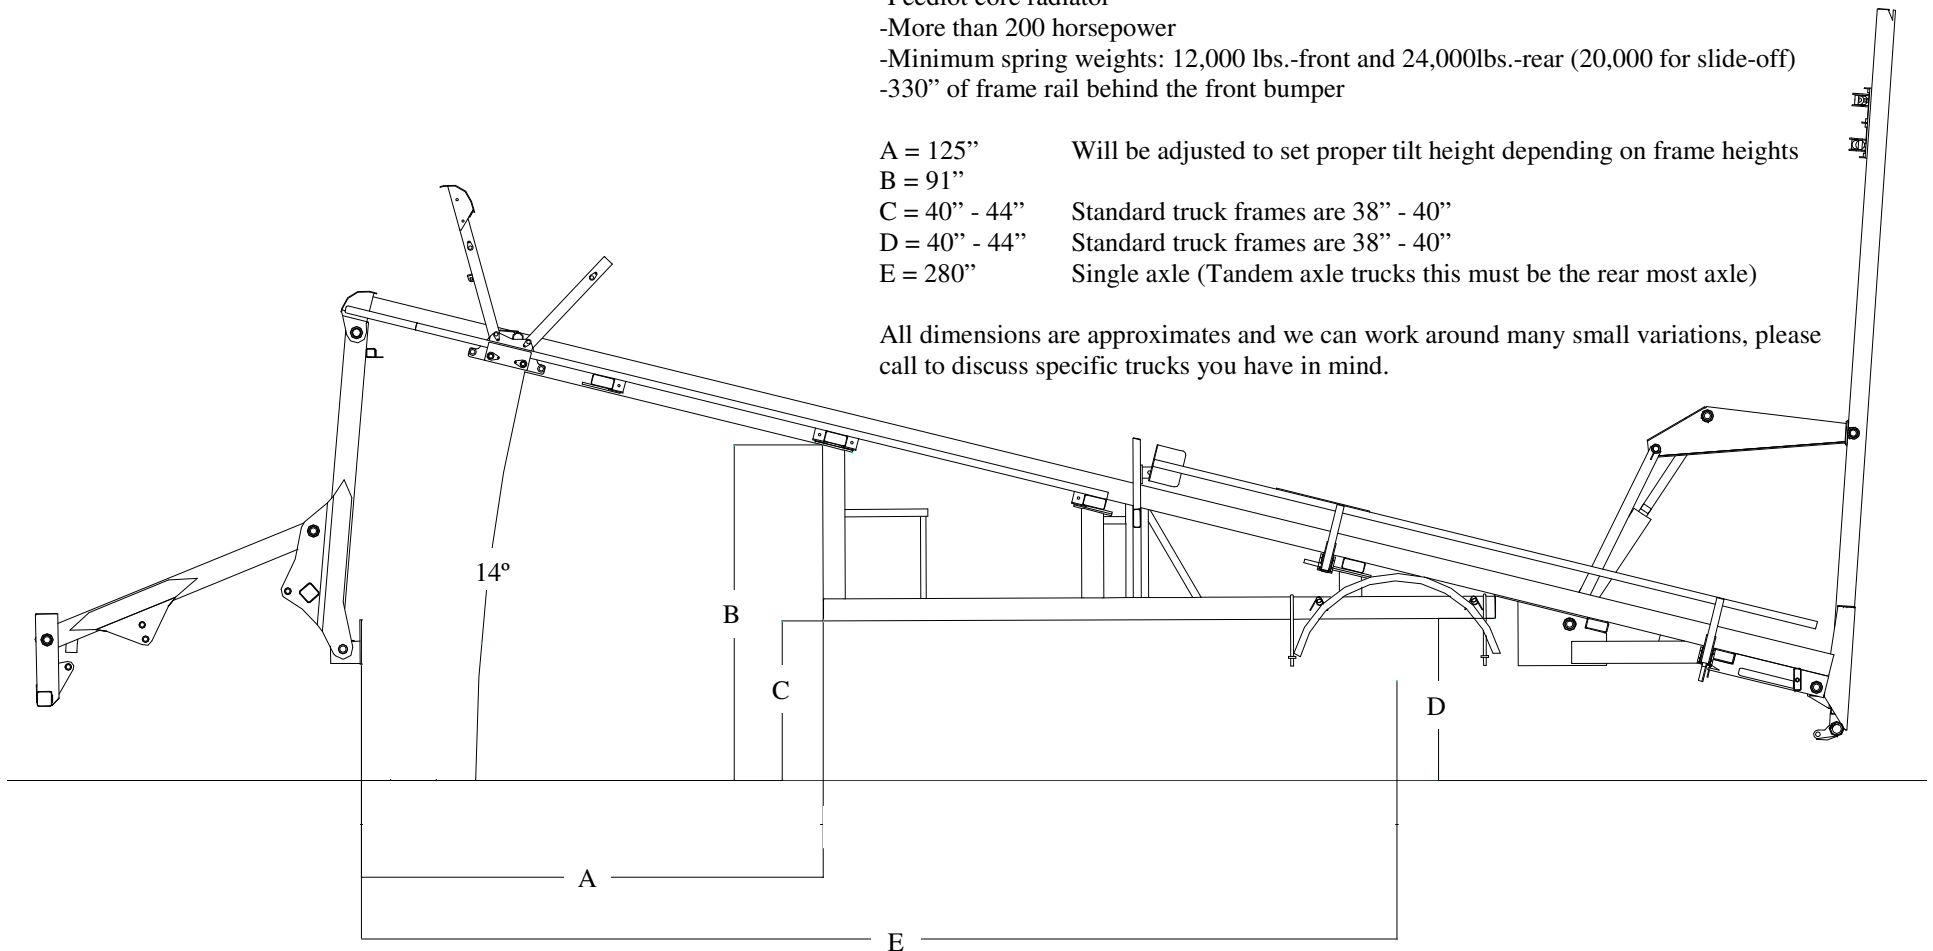 -Feedlot core radiator
-More than 200 horsepower
-Minimum spring weights: 12,000 lbs.-front and 24,000lbs.-rear (20,000 for slide-off)
-330” of frame rail behind the front bumper
A = 125” Will be adjusted to set proper tilt height depending on frame heights
B = 91”
C = 40” - 44” Standard truck frames are 38” - 40”
D = 40” - 44” Standard truck frames are 38” - 40”
E = 280” Single axle (Tandem axle trucks this must be the rear most axle)
All dimensions are approximates and we can work around many small variations, please
call to discuss specific trucks you have in mind.
14º
B
C
D
A
E